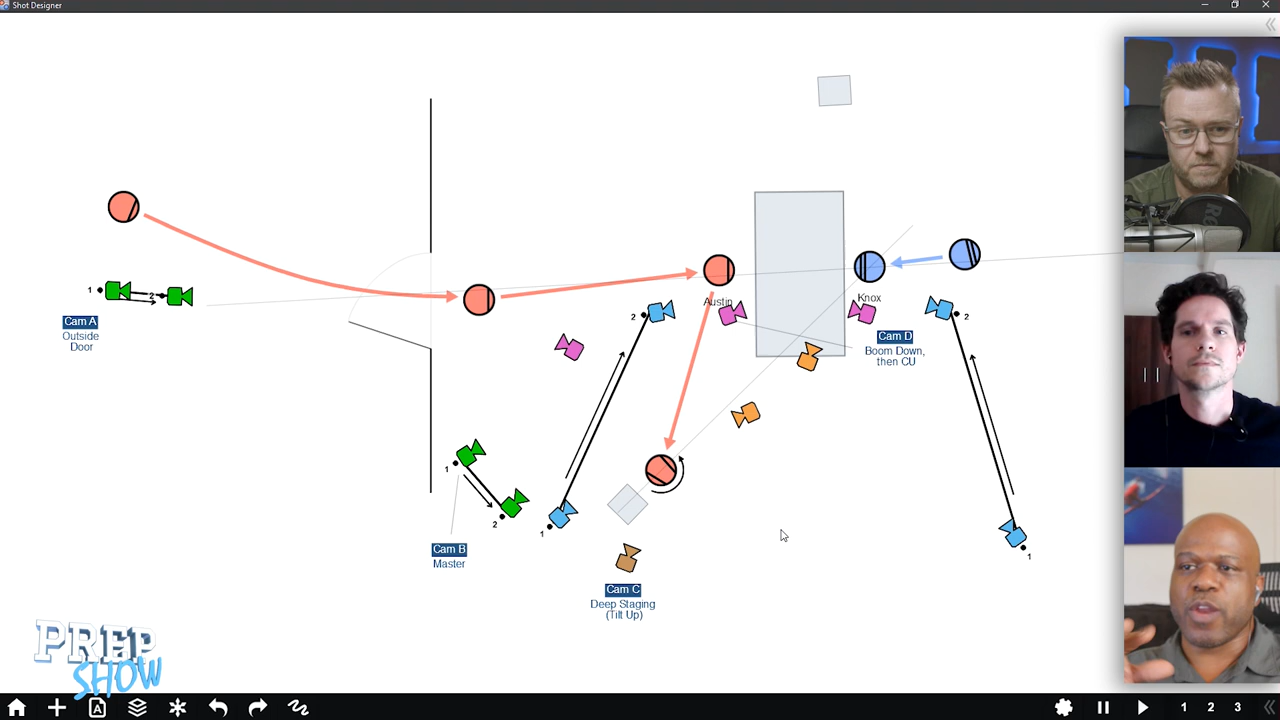 Shot Designer
1
2
Cam A
Outside
Door
Austin
Knox
2
2
Cam D
Boom Down,
then CU
1
2
1
1
Cam B
Master
Cam C
Deep Staging
(Tilt Up)
PREP
SHOW
A
1 2 3